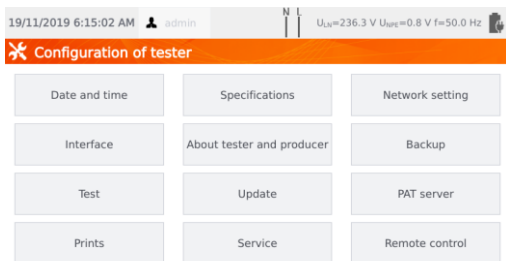 19/11/2019 6:15:02 AM admin N L U_LN=236.3 V U_NPE=0.8 V f=50.0 Hz
Configuration of tester
Date and time Specifications Network setting
Interface About tester and producer Backup
Test Update PAT server
Prints Service Remote control